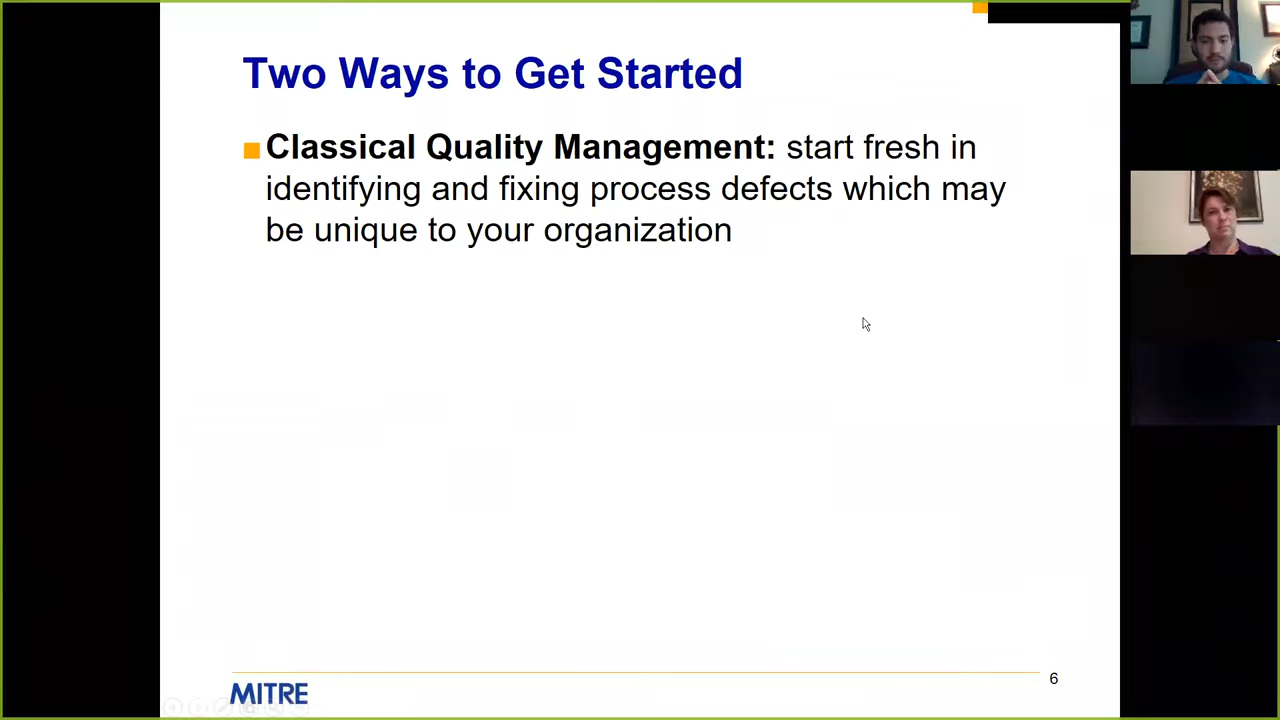 Two Ways to Get Started
Classical Quality Management: start fresh in
identifying and fixing process defects which may
be unique to your organization
MITRE
6